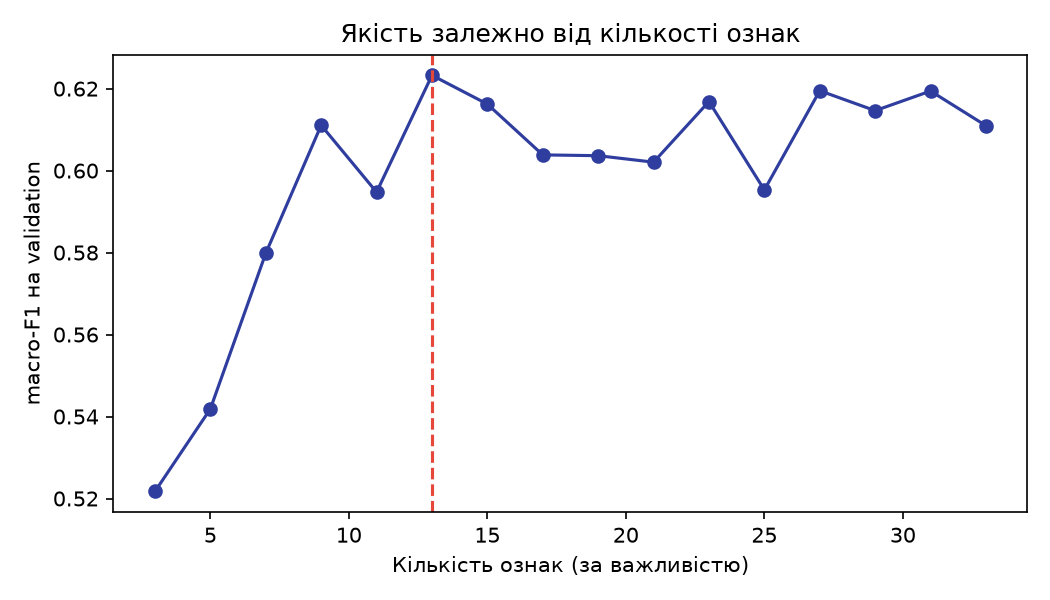 Якість залежно від кількості ознак
macro-F1 на validation
0.62
0.60
0.58
0.56
0.54
0.52
5 10 15 20 25 30
Кількість ознак (за важливістю)